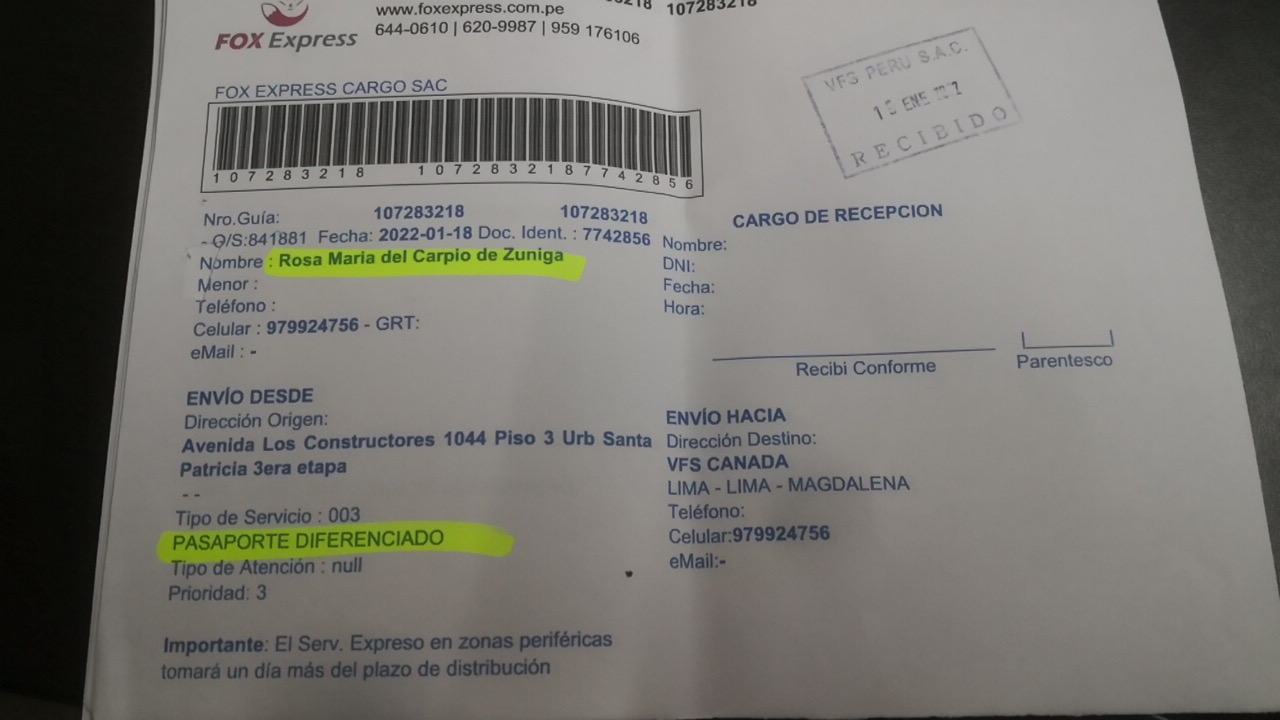 www.foxexpress.com.pe
107283218
FOX Express
644-0610 | 620-9987 | 959 176106
FOX EXPRESS CARGO SAC
107283218 1072832187742856
VFS PERU S.A.C.
ENE
RECIBIDO
Nro.Guía: 107283218 107283218
- O/S:841881 Fecha: 2022-01-18 Doc. Ident. : 7742856
Nombre : Rosa Maria del Carpio de Zuniga
Menor :
Teléfono :
Celular : 979924756 - GRT:
eMail : -
CARGO DE RECEPCION
Nombre:
DNI:
Fecha:
Hora:
Recibi Conforme
Parentesco
ENVÍO DESDE
Dirección Origen:
Avenida Los Constructores 1044 Piso 3 Urb Santa
Patricia 3era etapa
- -
Tipo de Servicio : 003
PASAPORTE DIFERENCIADO
Tipo de Atención : null
Prioridad: 3
ENVÍO HACIA
Dirección Destino:
VFS CANADA
LIMA - LIMA - MAGDALENA
Teléfono:
Celular:979924756
eMail:-
Importante: El Serv. Expreso en zonas periféricas
tomará un día más del plazo de distribución